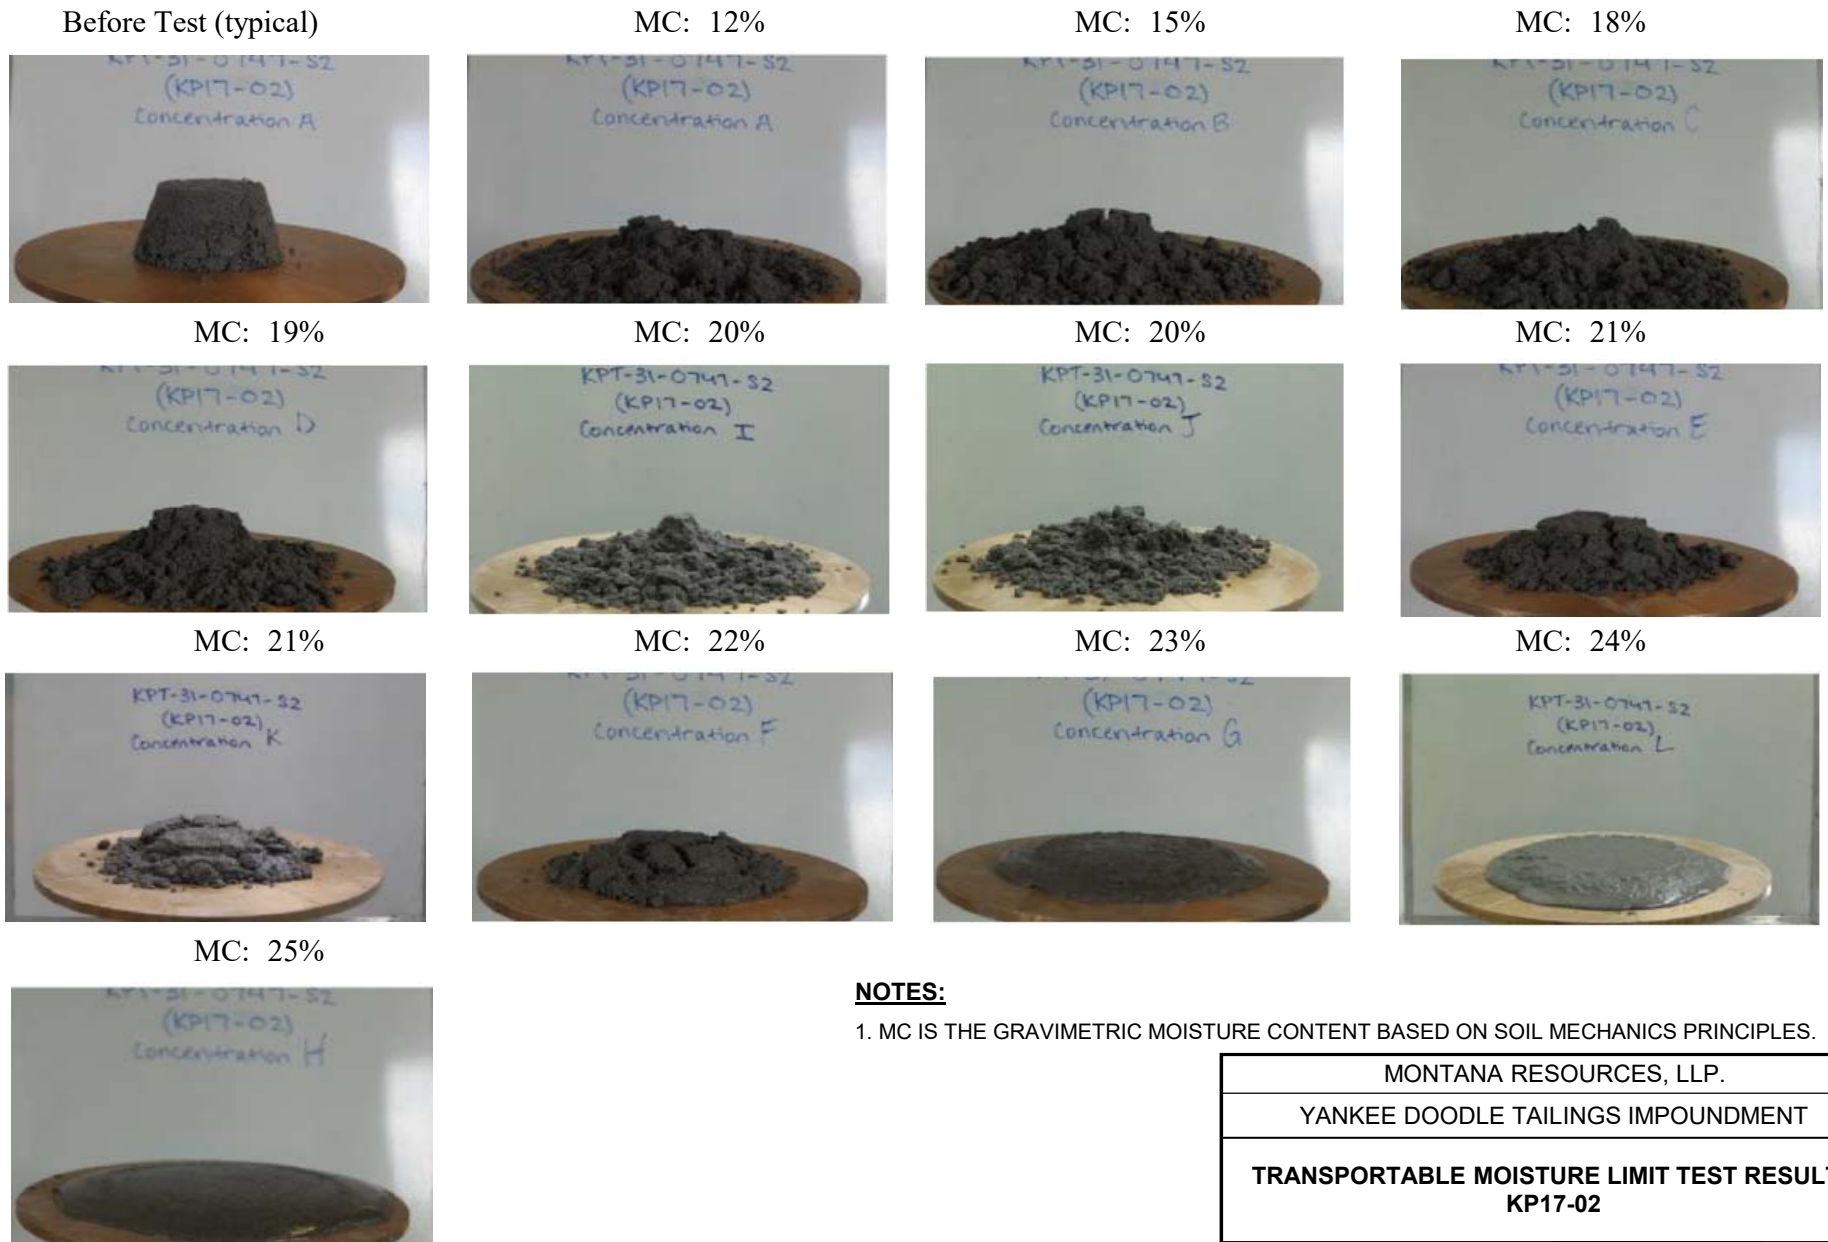 Before Test (typical)
MC: 12%
MC: 15%
MC: 18%
(KP17-02)
Concentration A
(KP17-02)
Concentration A
(KP17-02)
Concentration B
(KP17-02)
Concentration C
MC: 19%
MC: 20%
MC: 20%
MC: 21%
(KP17-02)
Concentration D
KPT-31-0747-S2
(KP17-02)
Concentration I
KPT-31-0747-S2
(KP17-02)
Concentration J
(KP17-02)
Concentration E
MC: 21%
MC: 22%
MC: 23%
MC: 24%
KPT-31-0747-S2
(KP17-02)
Concentration K
(KP17-02)
Concentration F
(KP17-02)
Concentration G
KPT-31-0747-S2
(KP17-02)
Concentration L
MC: 25%
(KP17-02)
Concentration H
NOTES:
1. MC IS THE GRAVIMETRIC MOISTURE CONTENT BASED ON SOIL MECHANICS PRINCIPLES.
MONTANA RESOURCES, LLP.
YANKEE DOODLE TAILINGS IMPOUNDMENT
TRANSPORTABLE MOISTURE LIMIT TEST
KP17-02